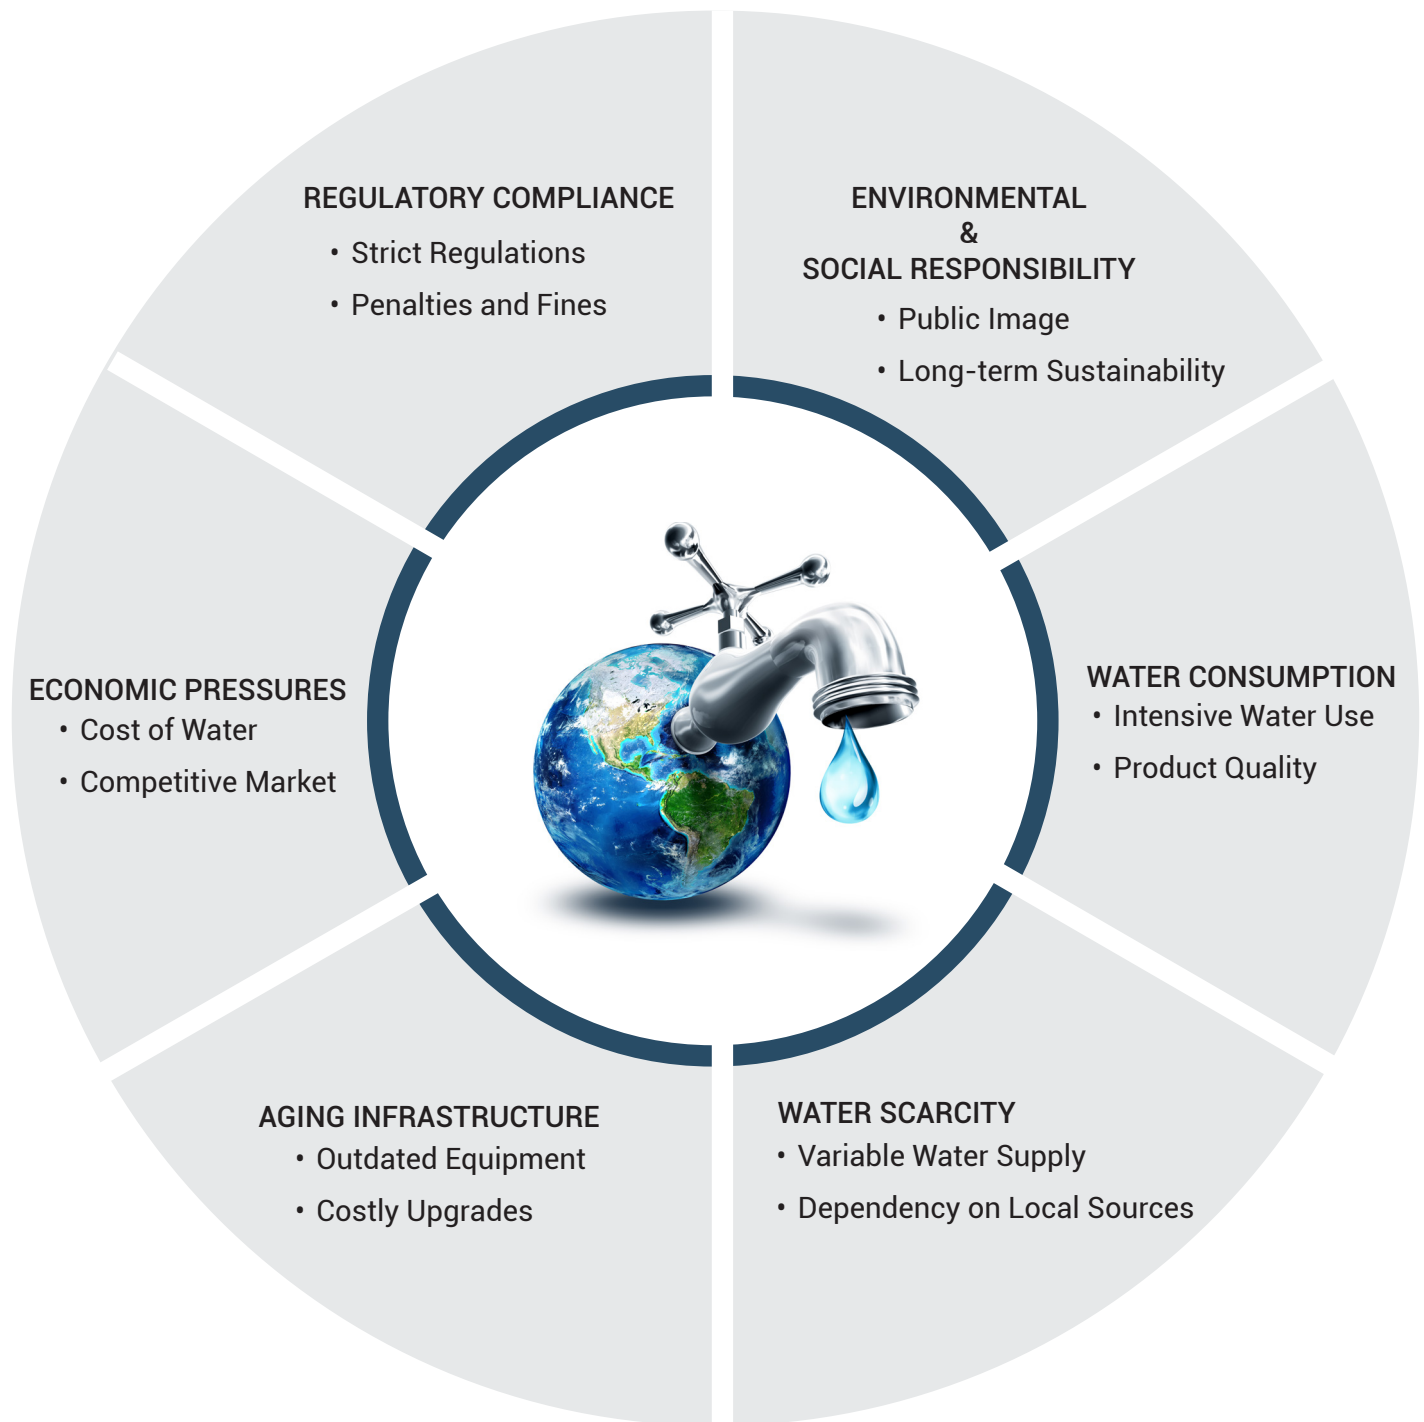 REGULATORY COMPLIANCE
• Strict Regulations
• Penalties and Fines
ENVIRONMENTAL
&
SOCIAL RESPONSIBILITY
• Public Image
• Long-term Sustainability
ECONOMIC PRESSURES
• Cost of Water
• Competitive Market
WATER CONSUMPTION
• Intensive Water Use
• Product Quality
AGING INFRASTRUCTURE
• Outdated Equipment
• Costly Upgrades
WATER SCARCITY
• Variable Water Supply
• Dependency on Local Sources